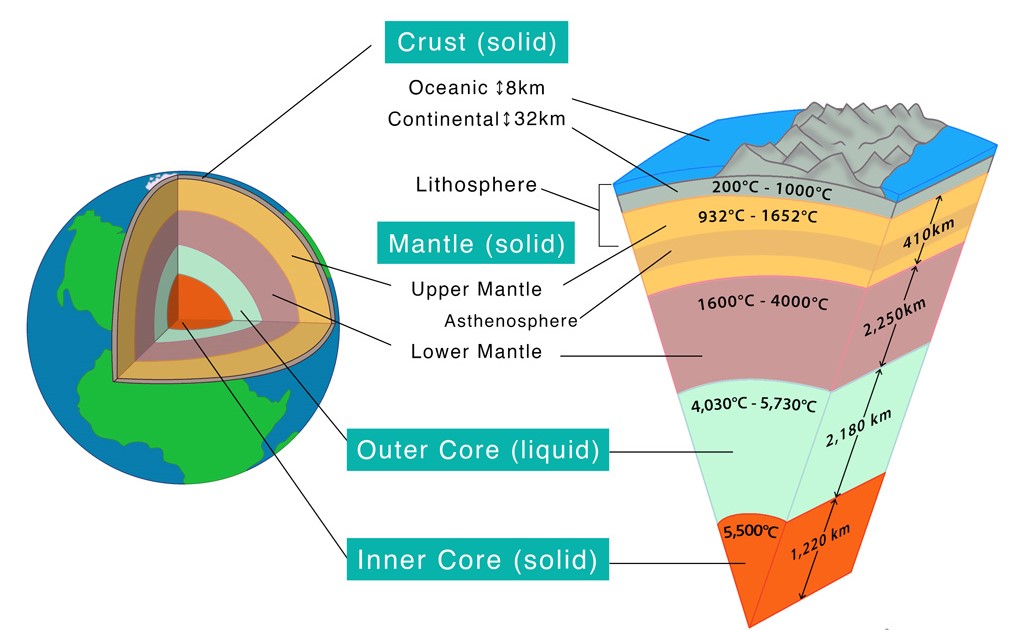 Crust (solid)
Oceanic ↕8km
Continental↕32km
Lithosphere
Mantle (solid)
Upper Mantle
Asthenosphere
Lower Mantle
Outer Core (liquid)
Inner Core (solid)
200°C - 1000°C
932°C - 1652°C
410km
1600°C - 4000°C
2,250km
4,030°C - 5,730°C
2,180 km
5,500°C
1,220 km